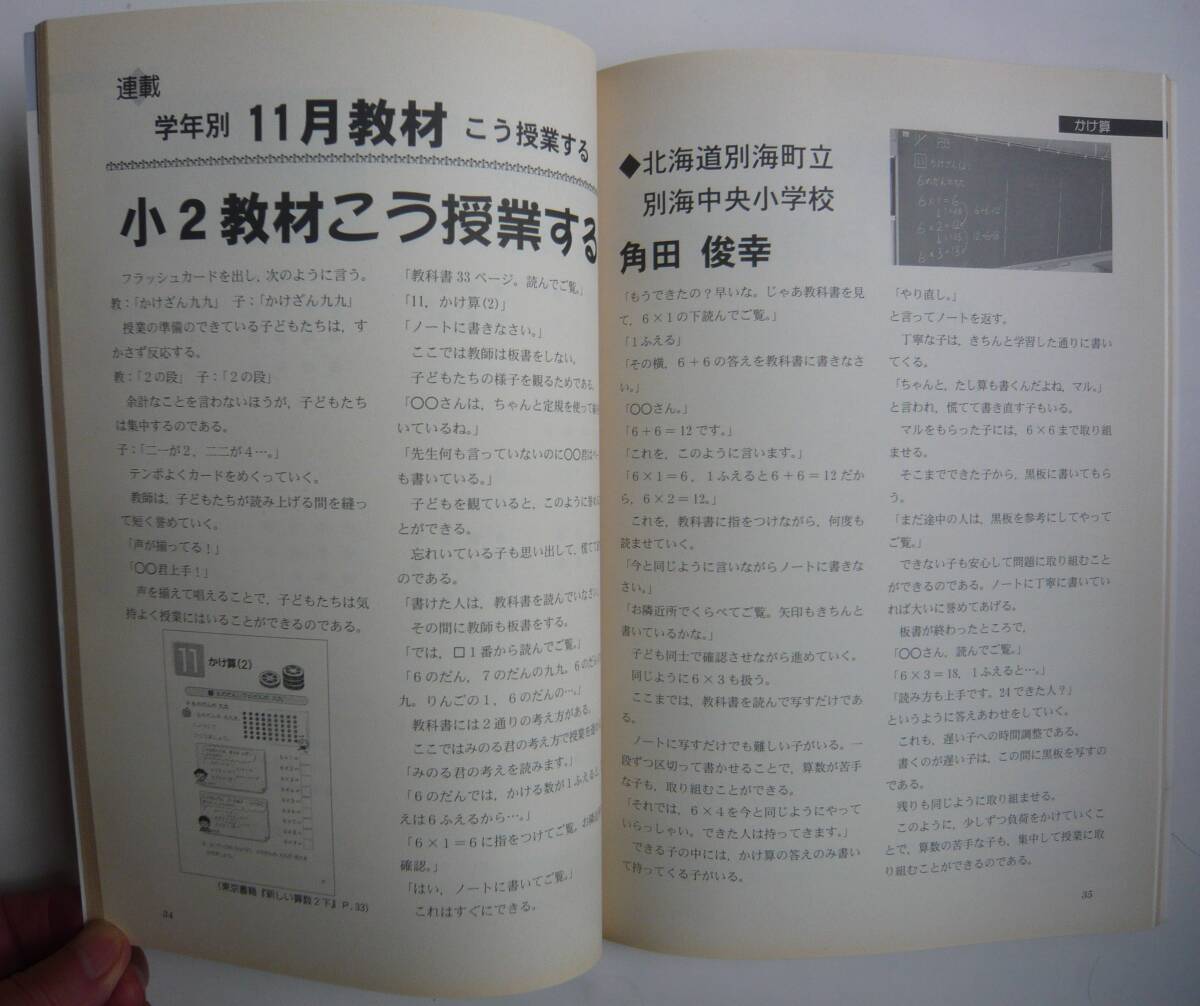 連載
学年別 11月教材 こう授業する
小2教材こう授業する
フラッシュカードを出し、次のように言う。
教:「かけざん九九」 子:「かけざん九九」
授業の準備のできている子どもたちは、す
かさず反応する。
教:「2の段」 子:「2の段」
余計なことを言わないほうが、子どもたち
は集中するのである。
子:「二一が2、二二が4…。」
テンポよくカードをめくっていく。
教師は、子どもたちが読み上げる間を縫っ
て短く誉めていく。
「声が揃ってる!」
「〇〇君上手!」
声を揃えて唱えることで、子どもたちは気
持よく授業にはいることができるのである。
11 かけ算(2)
(東京書籍『新しい算数2下』P.33)
34
「教科書33ページ。読んでご覧。」
「11、かけ算(2)」
「ノートに書きなさい。」
ここでは教師は板書をしない。
子どもたちの様子を観るためである。
「〇〇さんは、ちゃんと定規を使って
いているね。」
「先生何も言っていないのに〇〇君は
も書いている。」
子どもを観ていると、このように誉め
とができる。
忘れいている子も思い出して、慌て
のである。
「書けた人は、教科書を読んでいなさい。
その間に教師も板書をする。
「では、□1番から読んでご覧。」
「6のだん、7のだんの九九。6のだんの
九。りんごの1、6のだんの…。」
教科書には2通りの考え方がある。
ここではみのる君の考え方で授業を
「みのる君の考えを読みます。」
「6のだんでは、かける数が1ふえると
えは6ふえるから…。」
「6×1=6に指をつけてご覧。お隣
確認。」
「はい、ノートに書いてご覧。」
これはすぐにできる。
かけ算
◆北海道別海町立
別海中央小学校
角田 俊幸
「もうできたの?早いな。じゃあ教科書を見
て、6×1の下読んでご覧。」
「1ふえる」
「その横、6+6の答えを教科書に書きなさ
い。」
「〇〇さん。」
「6+6=12です。」
「これを、このように言います。」
「6×1=6、1ふえると6+6=12だか
ら、6×2=12。」
これを、教科書に指をつけながら、何度も
読ませていく。
「今と同じように言いながらノートに書きな
さい。」
「お隣近所でくらべてご覧。矢印もきちんと
書いているかな。」
子ども同士で確認させながら進めていく。
同じように6×3も扱う。
ここまでは、教科書を読んで写すだけであ
る。
ノートに写すだけでも難しい子がいる。一
段ずつ区切って書かせることで、算数が苦手
な子も、取り組むことができる。
「それでは、6×4を今と同じようにやって
いらっしゃい。できた人は持ってきます。」
できる子の中には、かけ算の答えのみ書い
て持ってくる子がいる。
「やり直し。」
と言ってノートを返す。
丁寧な子は、きちんと学習した通りに書い
てくる。
「ちゃんと、たし算も書くんだよね、マル。」
と言われ、慌てて書き直す子もいる。
マルをもらった子には、6×6まで取り組
ませる。
そこまでできた子から、黒板に書いてもら
う。
「まだ途中の人は、黒板を参考にしてやって
ご覧。」
できない子も安心して問題に取り組むこと
ができるのである。ノートに丁寧に書いてい
れば大いに誉めてあげる。
板書が終わったところで、
「〇〇さん、読んでご覧。」
「6×3=18、1ふえると…。」
「読み方も上手です。24できた人?」
というように答えあわせをしていく。
これも、遅い子への時間調整である。
書くのが遅い子は、この間に黒板を写すの
である。
残りも同じように取り組ませる。
このように、少しずつ負荷をかけていくこ
とで、算数の苦手な子も、集中して授業に取
り組むことができるのである。
35